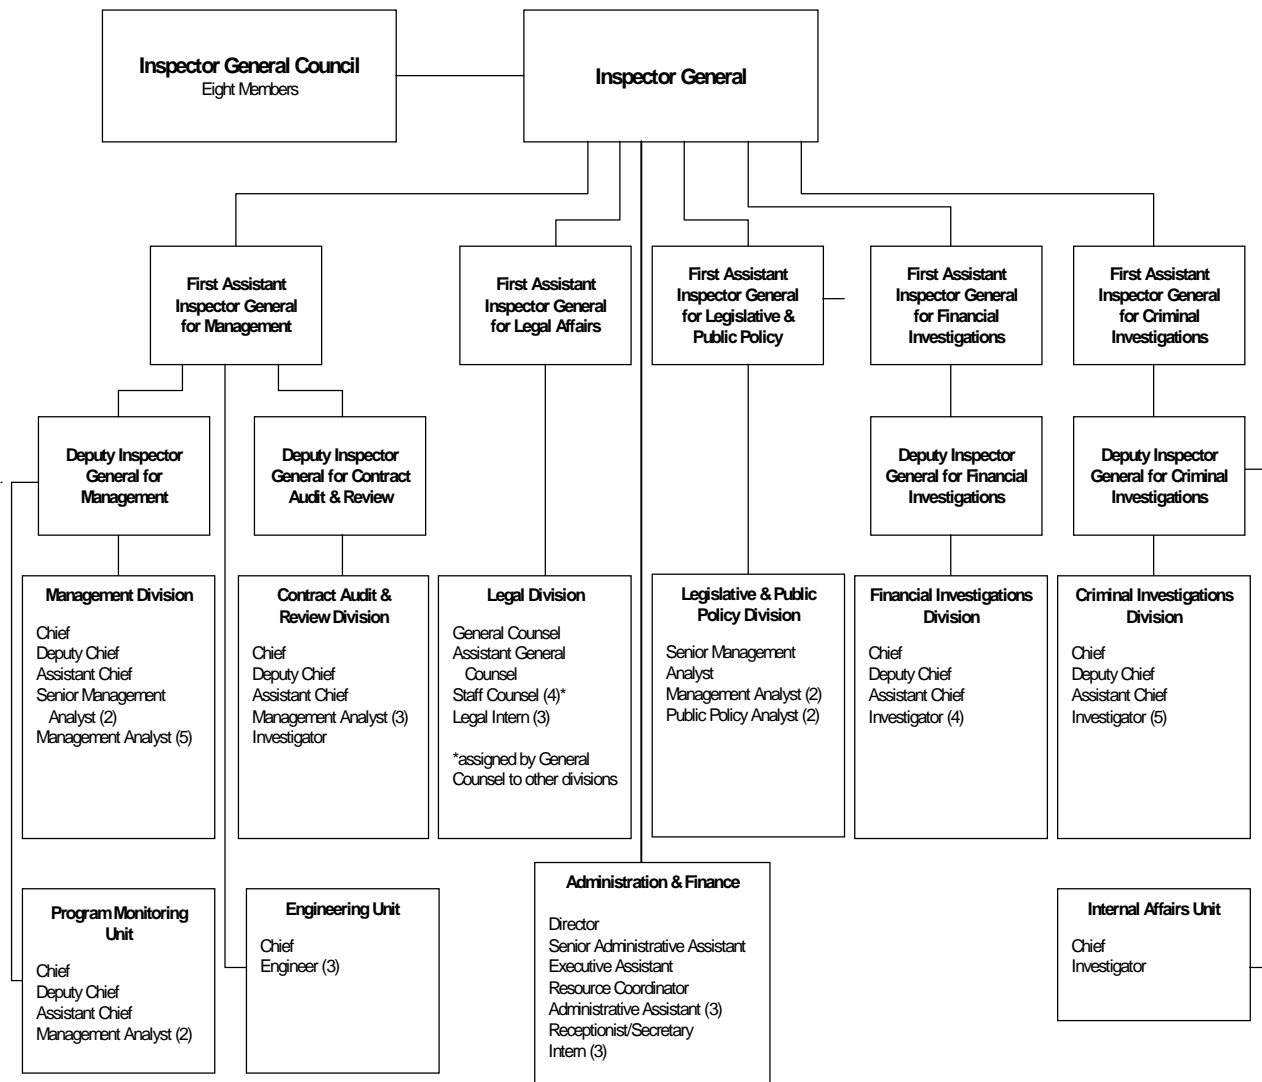 Inspector General Council
Eight Members
Inspector General
First Assistant
Inspector General
for Management
First Assistant
Inspector General
for Legal Affairs
First Assistant
Inspector General
for Legislative &
Public Policy
First Assistant
Inspector General
for Financial
Investigations
First Assistant
Inspector General
for Criminal
Investigations
Deputy Inspector
General for
Management
Deputy Inspector
General for Contract
Audit & Review
Deputy Inspector
General for Financial
Investigations
Deputy Inspector
General for Criminal
Investigations
Management Division
Chief
Deputy Chief
Assistant Chief
Senior Management
Analyst (2)
Management Analyst (5)
Contract Audit &
Review Division
Chief
Deputy Chief
Assistant Chief
Management Analyst (3)
Investigator
Legal Division
General Counsel
Assistant General
Counsel
Staff Counsel (4)*
Legal Intern (3)
*assigned by General
Counsel to other divisions
Legislative & Public
Policy Division
Senior Management
Analyst
Management Analyst (2)
Public Policy Analyst (2)
Financial Investigations
Division
Chief
Deputy Chief
Assistant Chief
Investigator (4)
Criminal Investigations
Division
Chief
Deputy Chief
Assistant Chief
Investigator (5)
Program Monitoring
Unit
Chief
Deputy Chief
Assistant Chief
Management Analyst (2)
Engineering Unit
Chief
Engineer (3)
Administration & Finance
Director
Senior Administrative Assistant
Executive Assistant
Resource Coordinator
Administrative Assistant (3)
Receptionist/Secretary
Intern (3)
Internal Affairs Unit
Chief
Investigator